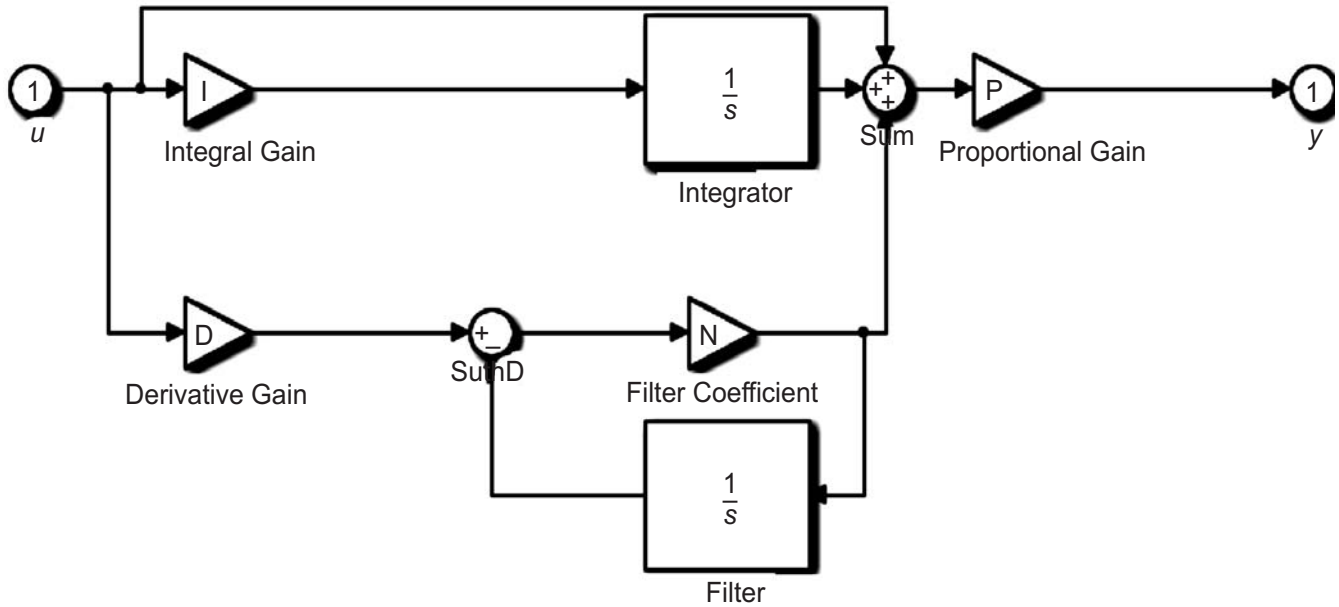 1
u
I
Integral Gain
1
s
Integrator
+
+
+
Sum
P
Proportional Gain
1
y
D
Derivative Gain
+
–
SumD
N
Filter Coefficient
1
s
Filter